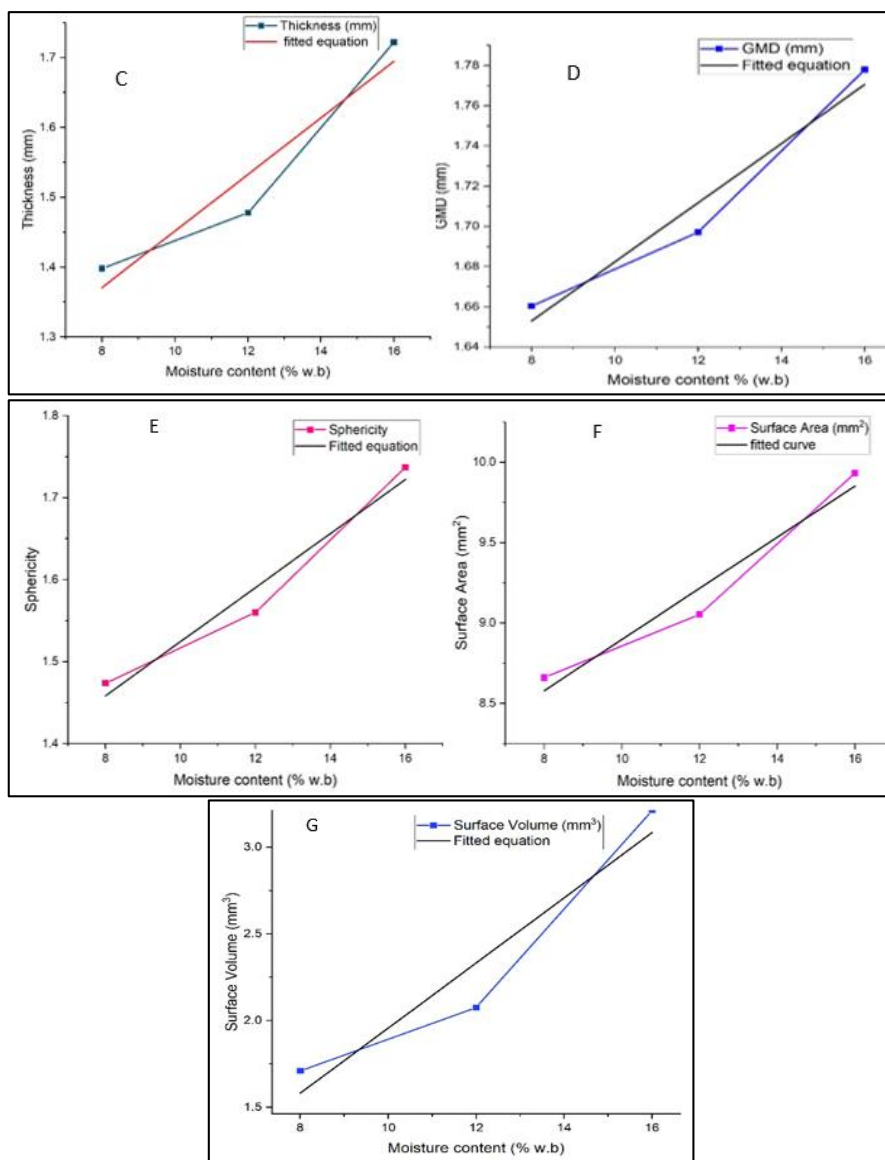 C
Thickness (mm)
fitted equation
Thickness (mm)
1.7
1.6
1.5
1.4
1.3
8 10 12 14 16
Moisture content (% w.b)
D
GMD (mm)
Fitted equation
GMD (mm)
1.78
1.76
1.74
1.72
1.70
1.68
1.66
1.64
8 10 12 14 16
Moisture content % (w.b)
E
Sphericity
Fitted equation
Sphericity
1.8
1.7
1.6
1.5
1.4
8 10 12 14 16
Moisture content (% w.b)
F
Surface Area (mm²)
fitted curve
Surface Area (mm²)
10.0
9.5
9.0
8.5
8 10 12 14 16
Moisture content (% w.b)
G
Surface Volume (mm³)
Fitted equation
Surface Volume (mm³)
3.0
2.5
2.0
1.5
8 10 12 14 16
Moisture content (% w.b)